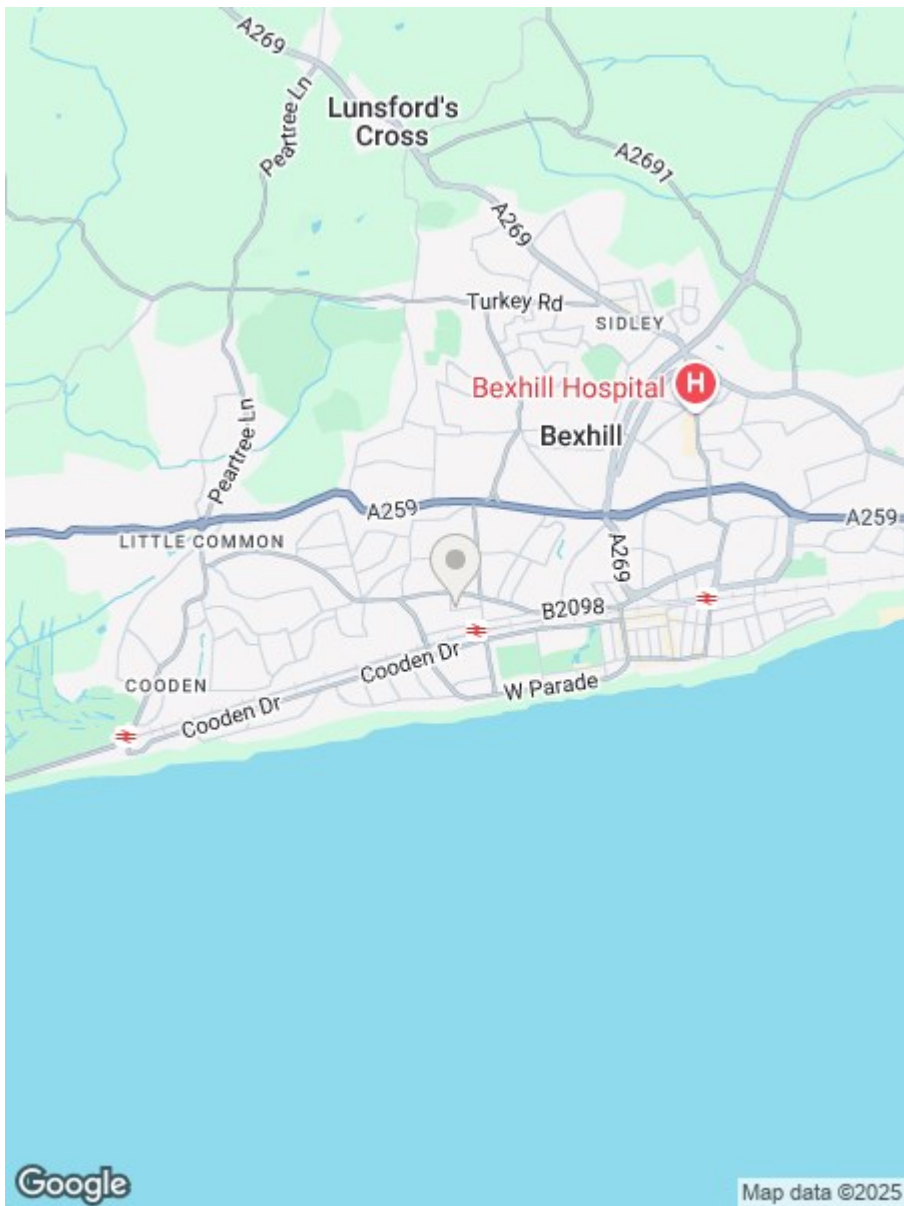 A269
Peartree Ln
Lunsford's
Cross
A2691
A269
Turkey Rd
SIDLEY
Bexhill Hospital
H
Bexhill
Peartree Ln
A259
A259
LITTLE COMMON
A269
B2098
Cooden Dr
W Parade
COODEN
Cooden Dr
Google
Map data ©2025